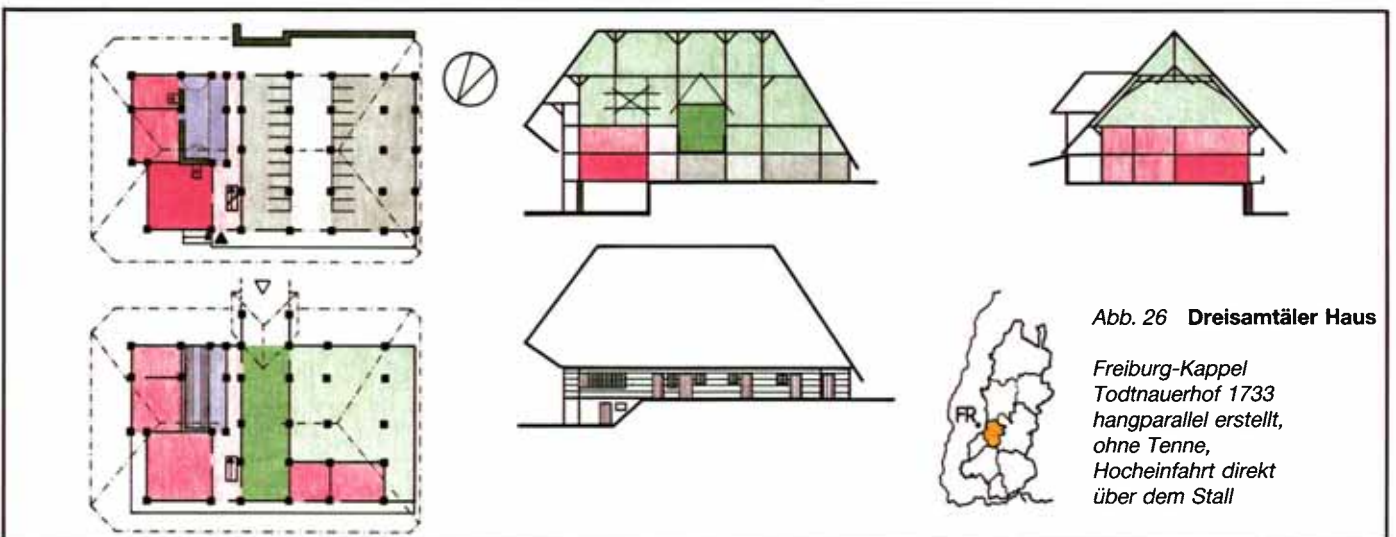 Abb. 26 Dreisamtäler Haus
Freiburg-Kappel
Todtnauerhof 1733
hangparallel erstellt,
ohne Tenne,
Hocheinfahrt direkt
über dem Stall
FR.